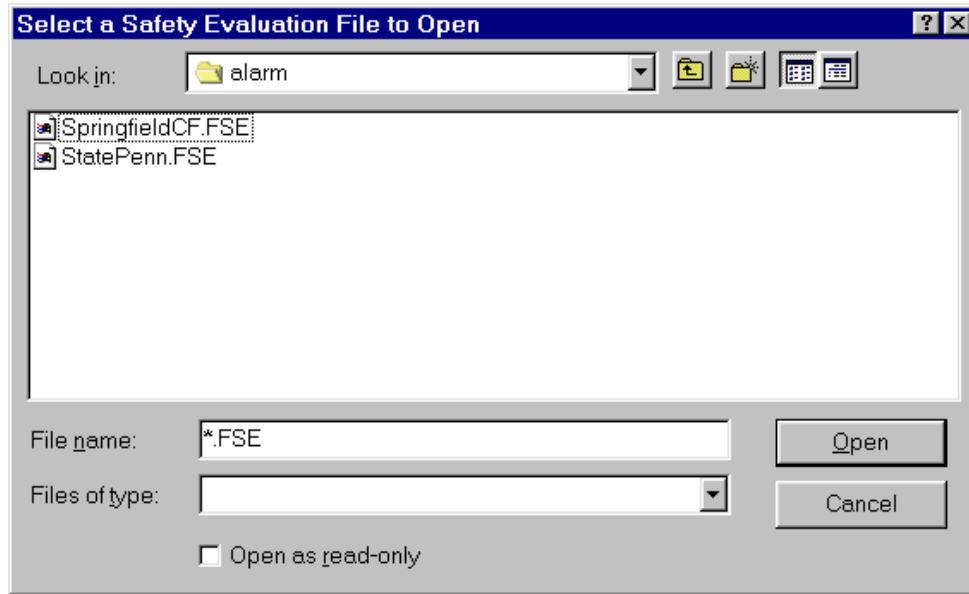 Select a Safety Evaluation File to Open
Look in: alarm
SpringfieldCF.FSE
StatePenn.FSE
File name: *.FSE Open
Files of type: Cancel
Open as read-only